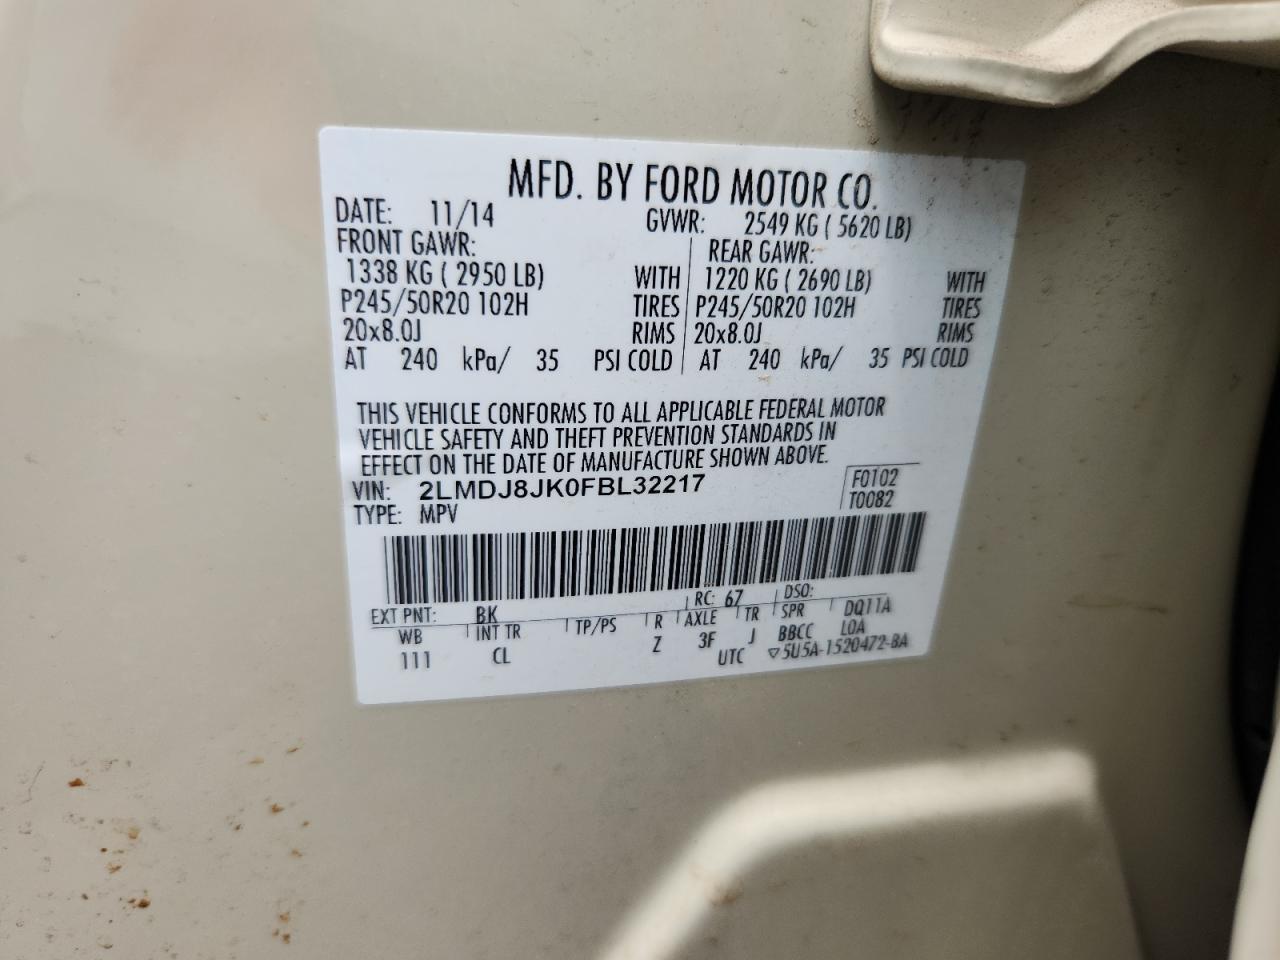 MFD. BY FORD MOTOR CO.
DATE: 11/14 GVWR: 2549 KG ( 5620 LB)
FRONT GAWR: REAR GAWR:
1338 KG ( 2950 LB) WITH 1220 KG ( 2690 LB) WITH
P245/50R20 102H TIRES P245/50R20 102H TIRES
20x8.0J RIMS 20x8.0J RIMS
AT 240 kPa/ 35 PSI COLD AT 240 kPa/ 35 PSI COLD
THIS VEHICLE CONFORMS TO ALL APPLICABLE FEDERAL MOTOR
VEHICLE SAFETY AND THEFT PREVENTION STANDARDS IN
EFFECT ON THE DATE OF MANUFACTURE SHOWN ABOVE.
VIN: 2LMDJ8JK0FBL32217 F0102
TYPE: MPV T0082
EXT PNT: BK RC: 67 DSO:
WB INT TR TP/PS R AXLE TR SPR DQ11A
111 CL Z 3F J BBCC LOA
UTC ▽5U5A-1520472-BA